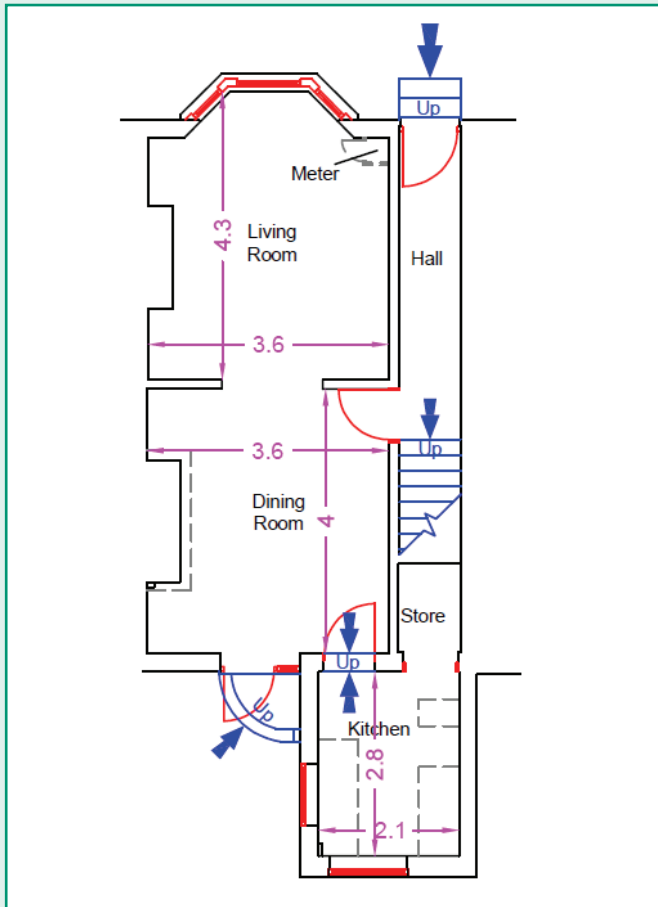 Up
Meter
4.3
Living
Room
Hall
3.6
Up
3.6
Dining
Room
4
Store
Up
Up
Kitchen
2.8
2.1